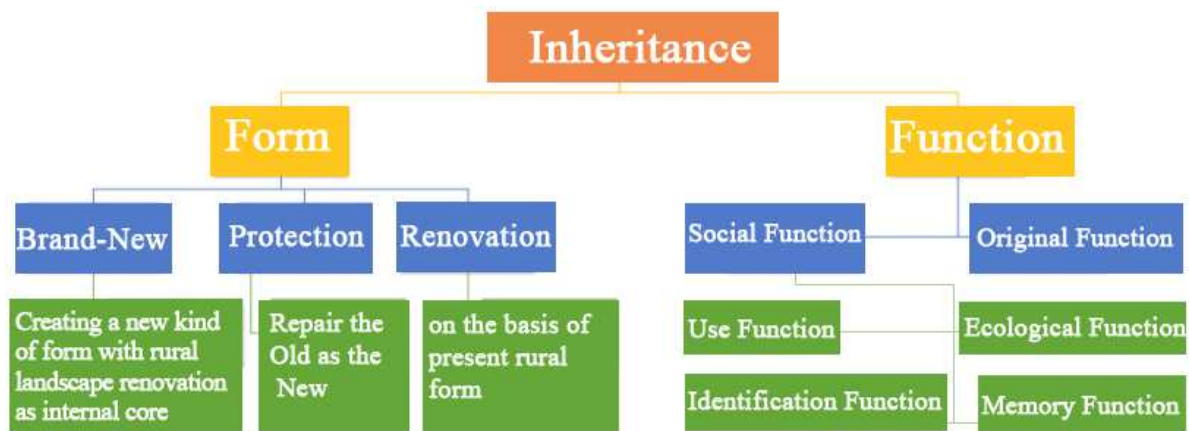 Inheritance
Form
Function
Brand-New
Protection
Renovation
Social Function
Original Function
Creating a new kind
of form with rural
landscape renovation
as internal core
Repair the
Old as the
New
on the basis of
present rural
form
Use Function
Ecological Function
Identification Function
Memory Function